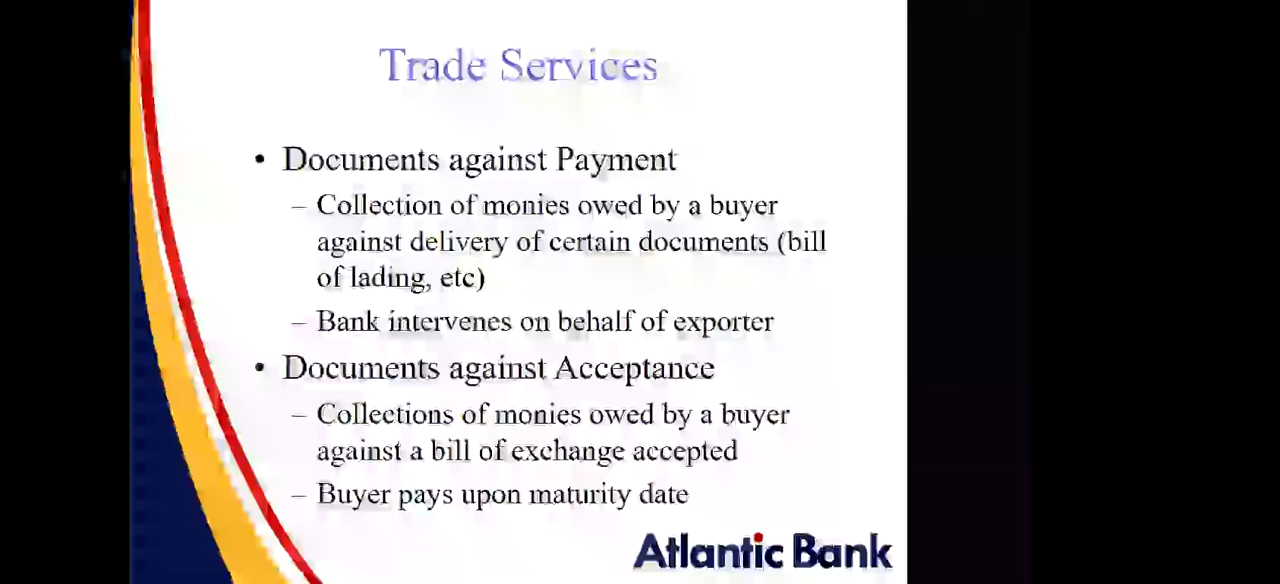 Trade Services
• Documents against Payment
– Collection of monies owed by a buyer
against delivery of certain documents (bill
of lading, etc)
– Bank intervenes on behalf of exporter
• Documents against Acceptance
– Collections of monies owed by a buyer
against a bill of exchange accepted
– Buyer pays upon maturity date
Atlantic Bank